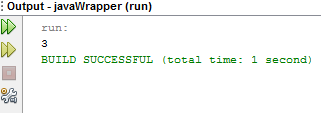 Output - javaWrapper (run)
run:
3
BUILD SUCCESSFUL (total time: 1 second)